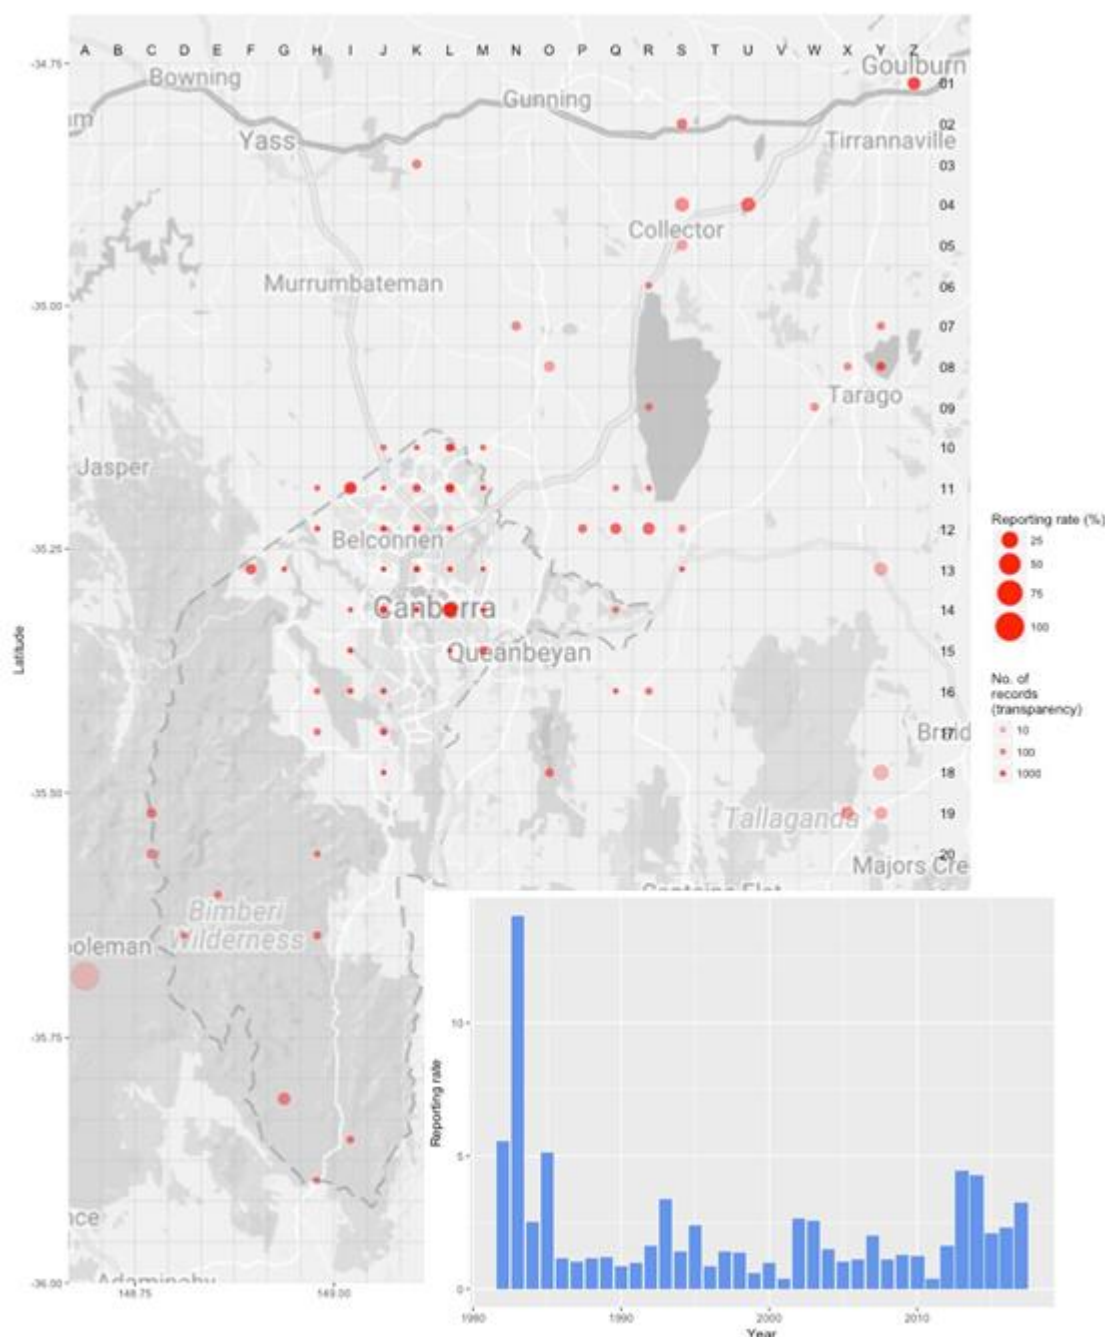 A B C D E F G H I J K L M N O P Q R S T U V W X Y Z
-34.75
Bowning
Goulburn
01
Gunning
02
Yass
Tirrannaville
03
04
Collector
05
Murrumbateman
06
-35.00
07
08
Tarago
09
10
Jasper
11
Reporting rate (%)
12
25
Belconnen
50
-35.25
13
75
Canberra
14
100
Latitude
Queanbeyan
15
No. of
records
(transparency)
16
10
17
Braid
100
18
1000
-35.50
Tallaganda
19
20
Majors Cre
Bimberi
Wilderness
ooleman
-35.75
10
Reporting rate
5
nce
0
-36.00
Adaminaby
148.75
149.00
1980
1990
2000
2010
Year